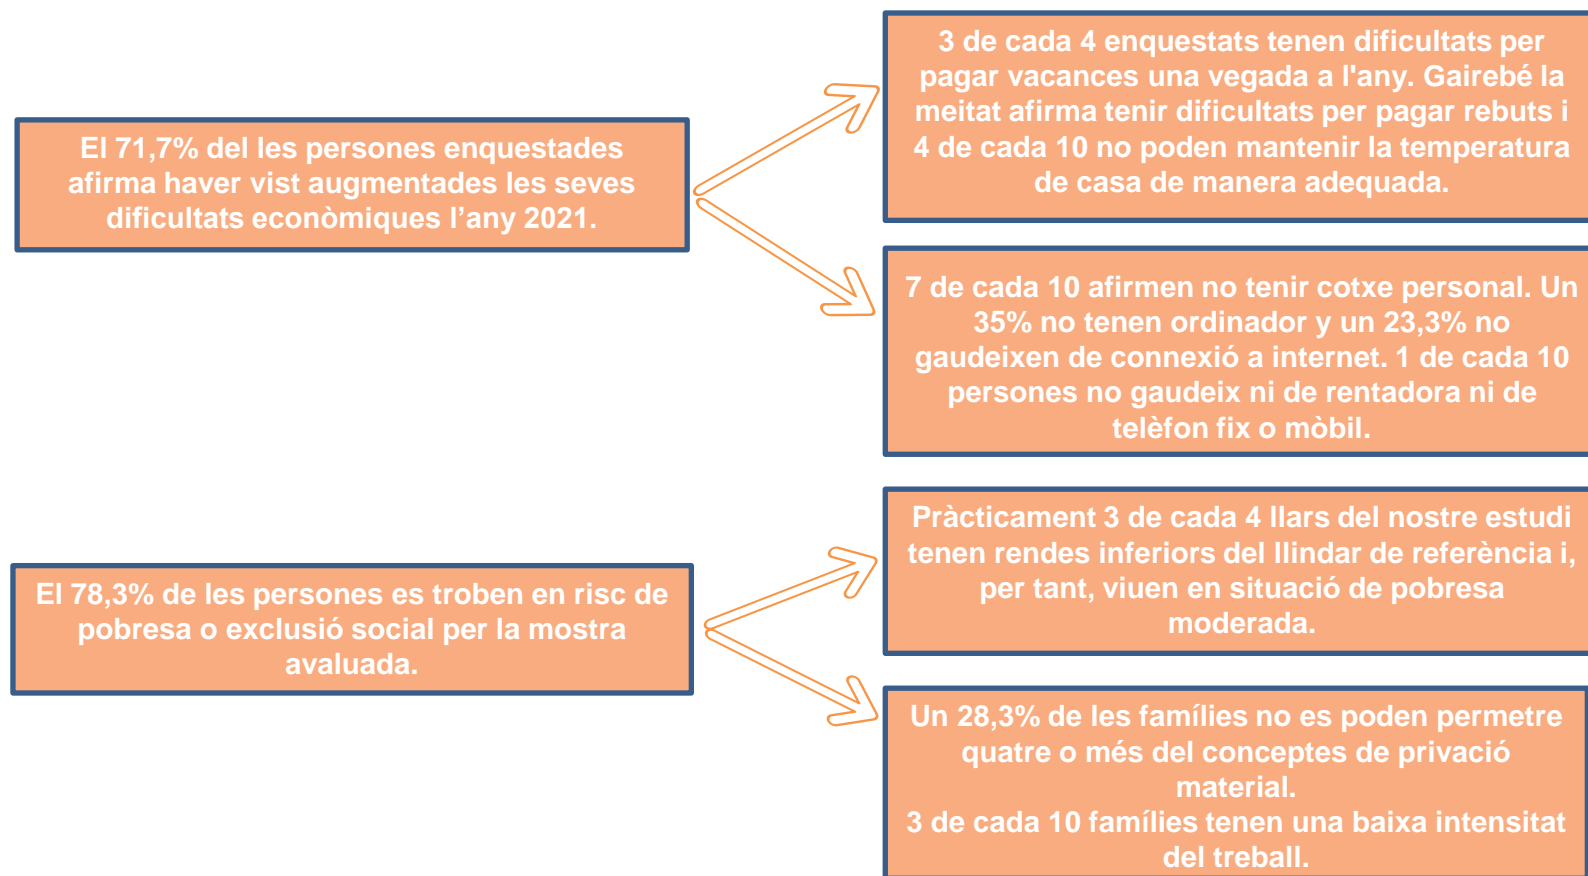 El 71,7% del les persones enquestades
afirma haver vist augmentades les seves
dificultats econòmiques l’any 2021.
3 de cada 4 enquestats tenen dificultats per
pagar vacances una vegada a l'any. Gairebé la
meitat afirma tenir dificultats per pagar rebuts i
4 de cada 10 no poden mantenir la temperatura
de casa de manera adequada.
7 de cada 10 afirmen no tenir cotxe personal. Un
35% no tenen ordinador y un 23,3% no
gaudeixen de connexió a internet. 1 de cada 10
persones no gaudeix ni de rentadora ni de
telèfon fix o mòbil.
El 78,3% de les persones es troben en risc de
pobresa o exclusió social per la mostra
avaluada.
Pràcticament 3 de cada 4 llars del nostre estudi
tenen rendes inferiors del llindar de referència i,
per tant, viuen en situació de pobresa
moderada.
Un 28,3% de les famílies no es poden permetre
quatre o més del conceptes de privació
material.
3 de cada 10 famílies tenen una baixa intensitat
del treball.